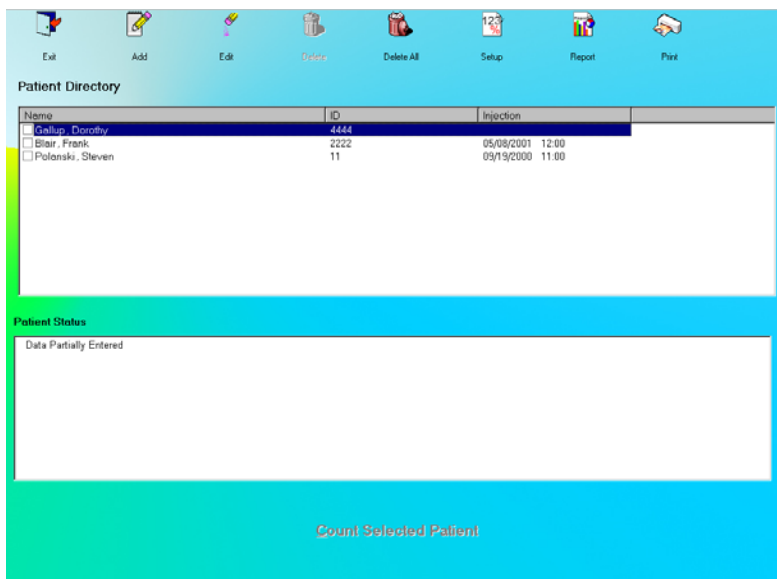 Exit Add Edit Delete Delete All Setup Report Print
Patient Directory
Name ID Injection
Gallup, Dorothy 4444
Blair, Frank 2222 05/08/2001 12:00
Polanski, Steven 11 09/19/2000 11:00
Patient Status
Data Partially Entered
Count Selected Patient